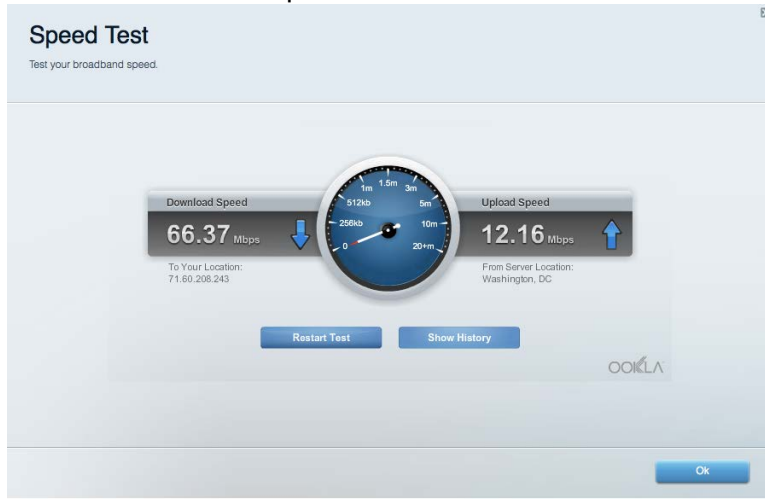 Speed Test
Test your broadband speed.
Download Speed
66.37 Mbps
To Your Location:
71.60.208.243
0
256kb
512kb
1m
1.5m
3m
5m
10m
20+m
Upload Speed
12.16 Mbps
From Server Location:
Washington, DC
Restart Test
Show History
OOKLA
Ok